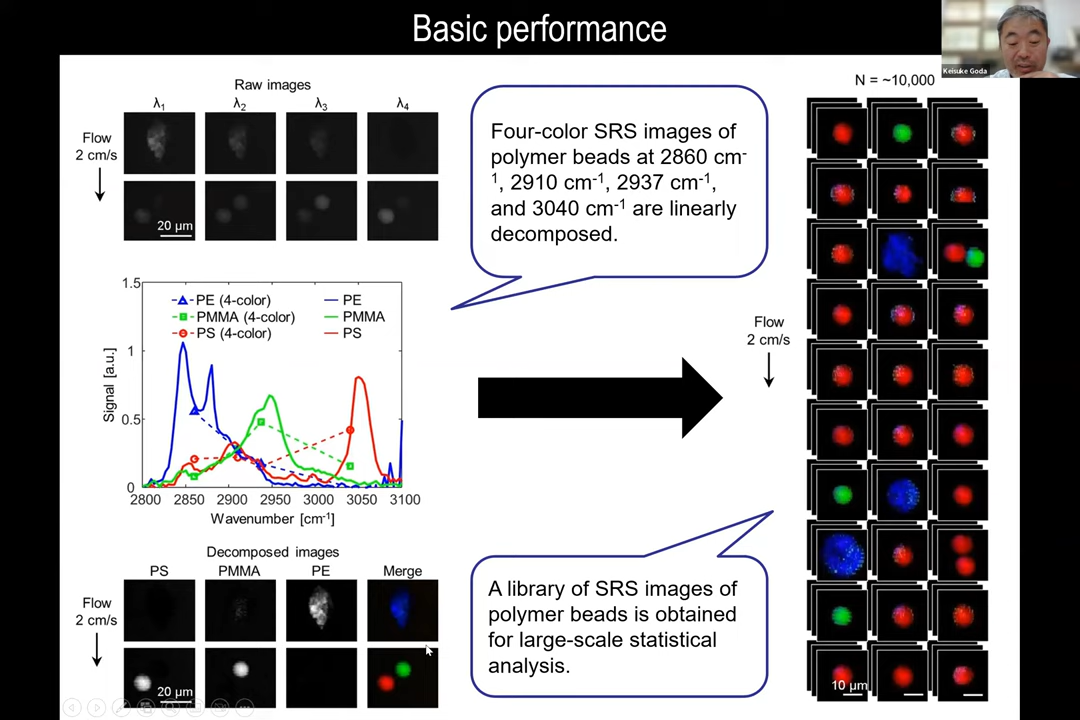 Basic performance
Keisuke Goda
Raw images
λ₁ λ₂ λ₃ λ₄
Flow
2 cm/s
20 μm
Four-color SRS images of
polymer beads at 2860 cm⁻
¹, 2910 cm⁻¹, 2937 cm⁻¹,
and 3040 cm⁻¹ are linearly
decomposed.
1.5
1
0.5
0
Signal [a.u.]
PE (4-color)
PMMA (4-color)
PS (4-color)
PE
PMMA
PS
2800 2850 2900 2950 3000 3050 3100
Wavenumber [cm⁻¹]
Decomposed images
PS PMMA PE Merge
Flow
2 cm/s
20 μm
A library of SRS images of
polymer beads is obtained
for large-scale statistical
analysis.
N = ~10,000
Flow
2 cm/s
10 μm